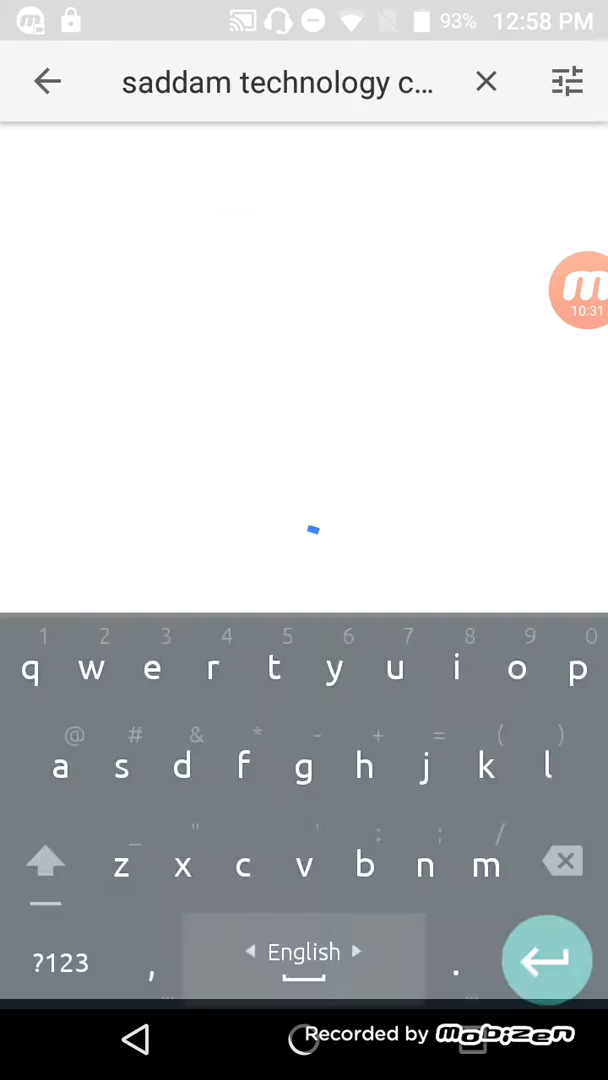 93% 12:58 PM
saddam technology c...
m
10:31
1 2 3 4 5 6 7 8 9 0
q w e r t y u i o p
@ # & * - + = ( )
a s d f g h j k l
_ " ' : ; /
z x c v b n m
?123 , English .
Recorded by mobizen